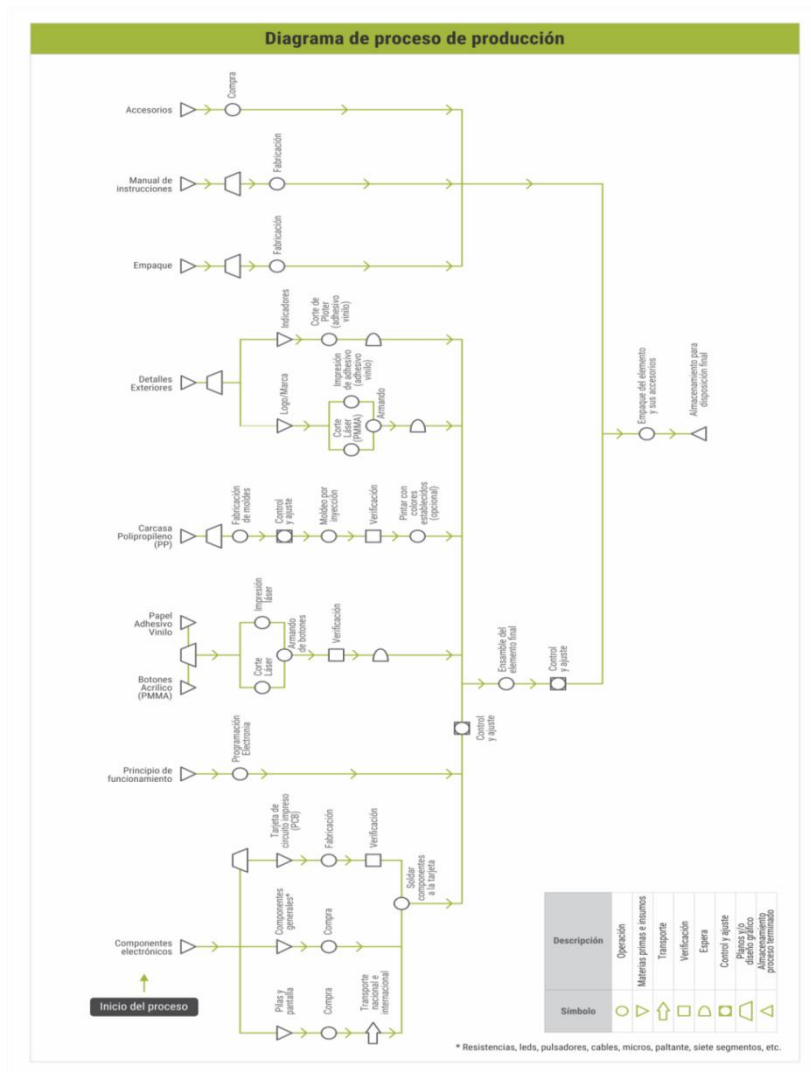 Diagrama de proceso de producción
Accesorios
Compra
Manual de
instrucciones
Fabricación
Empaque
Fabricación
Detalles
Exteriores
Indicadores
Corte de
Ploter
(adhesivo
vinilo)
Logo/Marca
Impresión
de adhesivo
(adhesivo
vinilo)
Corte
Láser
(PMMA)
Armando
Carcasa
Polipropileno
(PP)
Fabricación
de moldes
Control
y ajuste
Moldeo por
inyección
Verificación
Pintar con
colores
establecidos
(opcional)
Papel
Adhesivo
Vinilo
Botones
Acrílico
(PMMA)
Impresión
láser
Corte
Láser
Armando
de botones
Verificación
Principio de
funcionamiento
Programación
Electronia
Componentes
electrónicos
Inicio del proceso
Tarjeta de
circuito impreso
(PCB)
Fabricación
Verificación
Componentes
generales*
Compra
Pilas y
pantalla
Compra
Transporte
nacional e
internacional
Soldar
componentes
a la tarjeta
Control
y ajuste
Ensamble del
elemento final
Control
y ajuste
Empaque del elemento
y sus accesorios
Almacenamiento para
disposición final
Descripción
Símbolo
Operación
Materias primas e insumos
Transporte
Verificación
Espera
Control y ajuste
Planos y/o
diseño gráfico
Almacenamiento
proceso terminado
* Resistencias, leds, pulsadores, cables, micros, paltante, siete segmentos, etc.